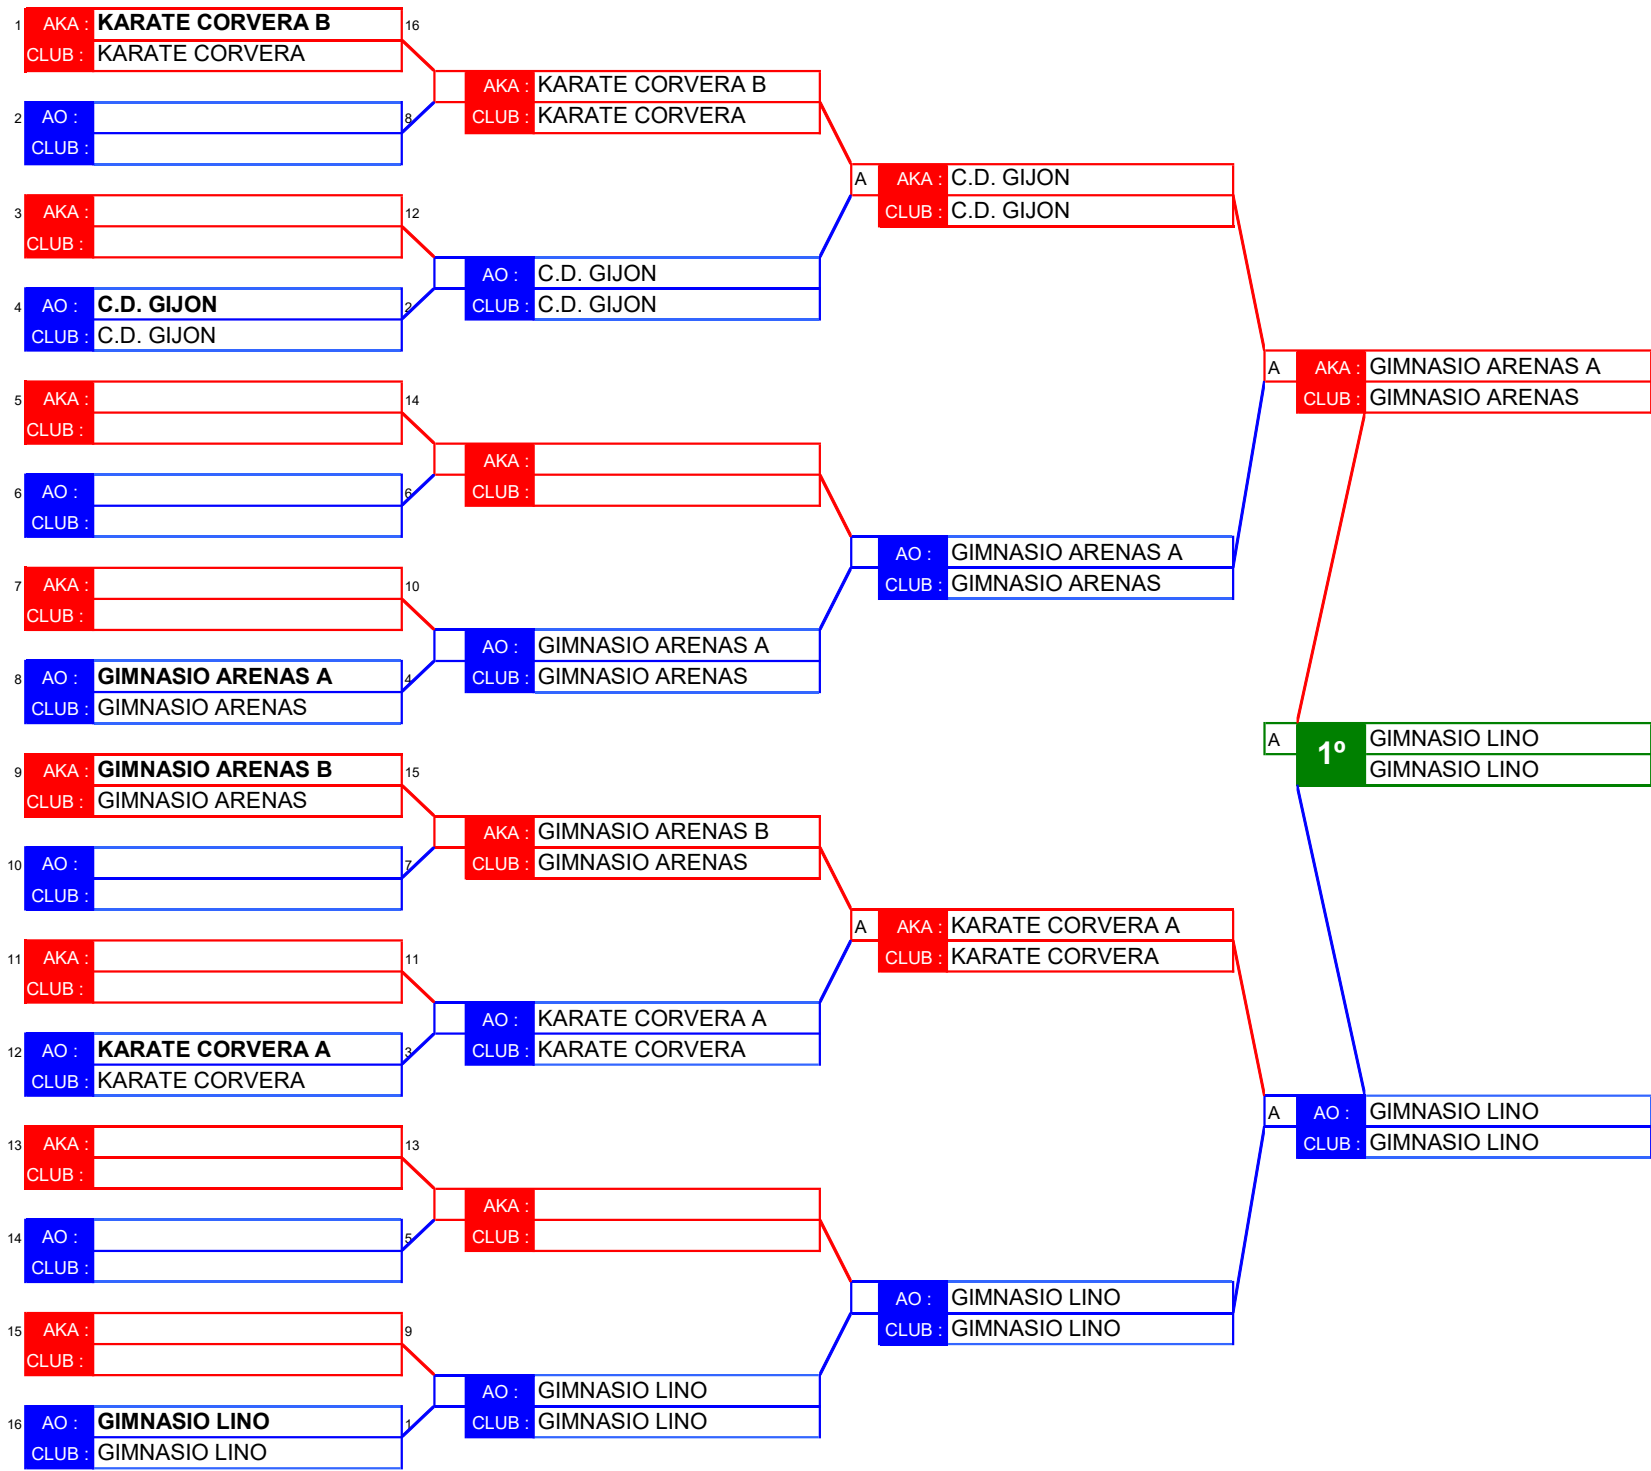 1 AKA : KARATE CORVERA B 16
CLUB : KARATE CORVERA
AKA : KARATE CORVERA B
CLUB : KARATE CORVERA
2 AO : 8
CLUB :
A AKA : C.D. GIJON
CLUB : C.D. GIJON
3 AKA : 12
CLUB :
AO : C.D. GIJON
CLUB : C.D. GIJON
4 AO : C.D. GIJON 2
CLUB : C.D. GIJON
A AKA : GIMNASIO ARENAS A
CLUB : GIMNASIO ARENAS
5 AKA : 14
CLUB :
AKA :
CLUB :
6 AO : 6
CLUB :
AO : GIMNASIO ARENAS A
CLUB : GIMNASIO ARENAS
7 AKA : 10
CLUB :
AO : GIMNASIO ARENAS A
CLUB : GIMNASIO ARENAS
8 AO : GIMNASIO ARENAS A 4
CLUB : GIMNASIO ARENAS
A 1º GIMNASIO LINO
GIMNASIO LINO
9 AKA : GIMNASIO ARENAS B 15
CLUB : GIMNASIO ARENAS
AKA : GIMNASIO ARENAS B
CLUB : GIMNASIO ARENAS
10 AO : 7
CLUB :
A AKA : KARATE CORVERA A
CLUB : KARATE CORVERA
11 AKA : 11
CLUB :
AO : KARATE CORVERA A
CLUB : KARATE CORVERA
12 AO : KARATE CORVERA A 3
CLUB : KARATE CORVERA
A AO : GIMNASIO LINO
CLUB : GIMNASIO LINO
13 AKA : 13
CLUB :
AKA :
CLUB :
14 AO : 5
CLUB :
AO : GIMNASIO LINO
CLUB : GIMNASIO LINO
15 AKA : 9
CLUB :
AO : GIMNASIO LINO
CLUB : GIMNASIO LINO
16 AO : GIMNASIO LINO 1
CLUB : GIMNASIO LINO